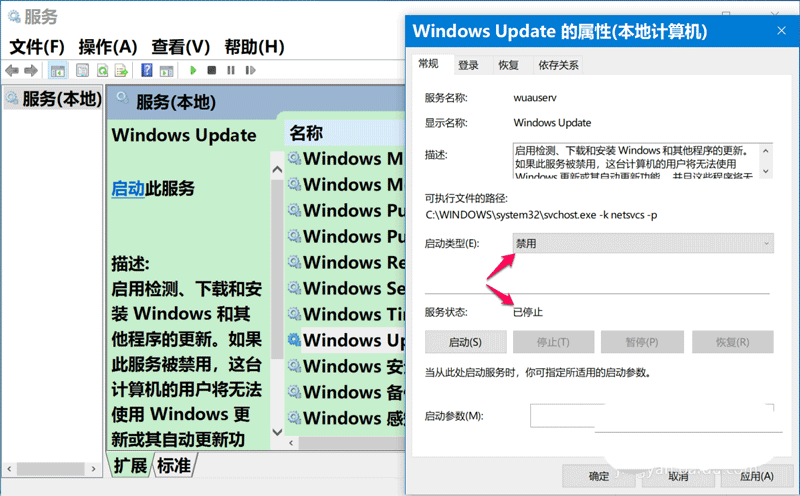 服务
文件(F) 操作(A) 查看(V) 帮助(H)
服务(本地)
服务(本地)
Windows Update
启动此服务
描述:
启用检测、下载和安
装 Windows 和其
他程序的更新。如果
此服务被禁用，这台
计算机的用户将无法
使用 Windows 更
新或其自动更新功
名称
Windows M
Windows M
Windows Pu
Windows Pu
Windows Re
Windows Se
Windows Tir
Windows Up
Windows 安
Windows 备
Windows 感
扩展 标准
Windows Update 的属性(本地计算机)
常规 登录 恢复 依存关系
服务名称: wuauserv
显示名称: Windows Update
描述: 启用检测、下载和安装 Windows 和其他程序的更新。
如果此服务被禁用，这台计算机的用户将无法使用
Windows 更新或其自动更新功能，并且这些程序将无
可执行文件的路径:
C:\WINDOWS\system32\svchost.exe -k netsvcs -p
启动类型(E): 禁用
服务状态: 已停止
启动(S) 停止(T) 暂停(P) 恢复(R)
当从此处启动服务时，你可指定所适用的启动参数。
启动参数(M):
确定 取消 应用(A)